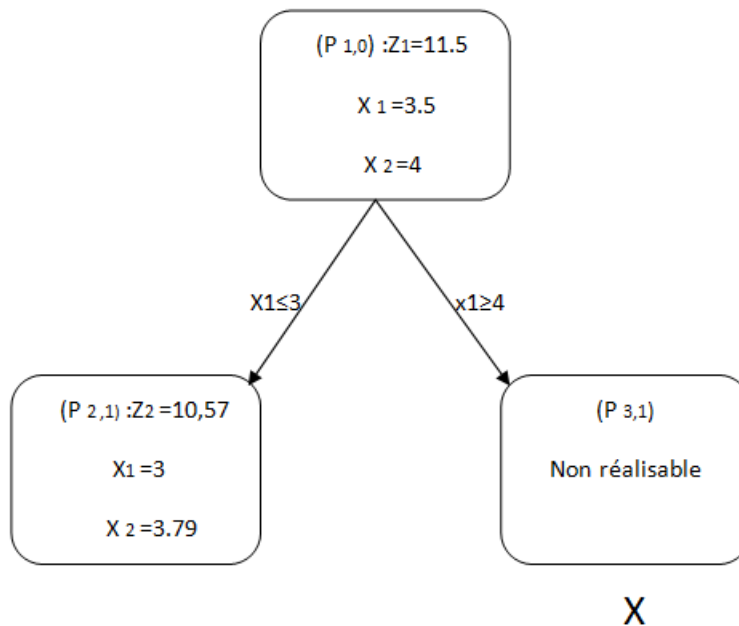 (P 1,0) :Z1=11.5
X 1 =3.5
X 2 =4
X1≤3
x1≥4
(P 2 ,1) :Z2 =10,57
X1 =3
X 2 =3.79
(P 3,1)
Non réalisable
X